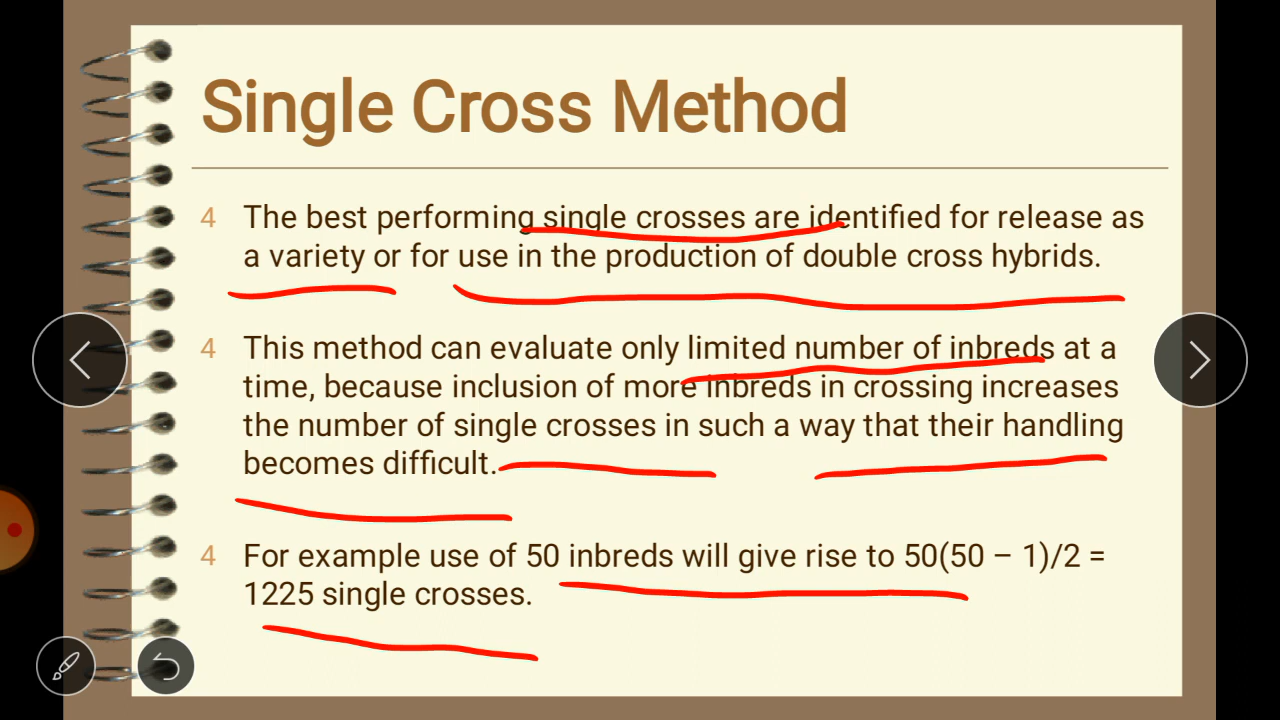 Single Cross Method
4 The best performing single crosses are identified for release as
a variety or for use in the production of double cross hybrids.
4 This method can evaluate only limited number of inbreds at a
time, because inclusion of more inbreds in crossing increases
the number of single crosses in such a way that their handling
becomes difficult.
4 For example use of 50 inbreds will give rise to 50(50 – 1)/2 =
1225 single crosses.